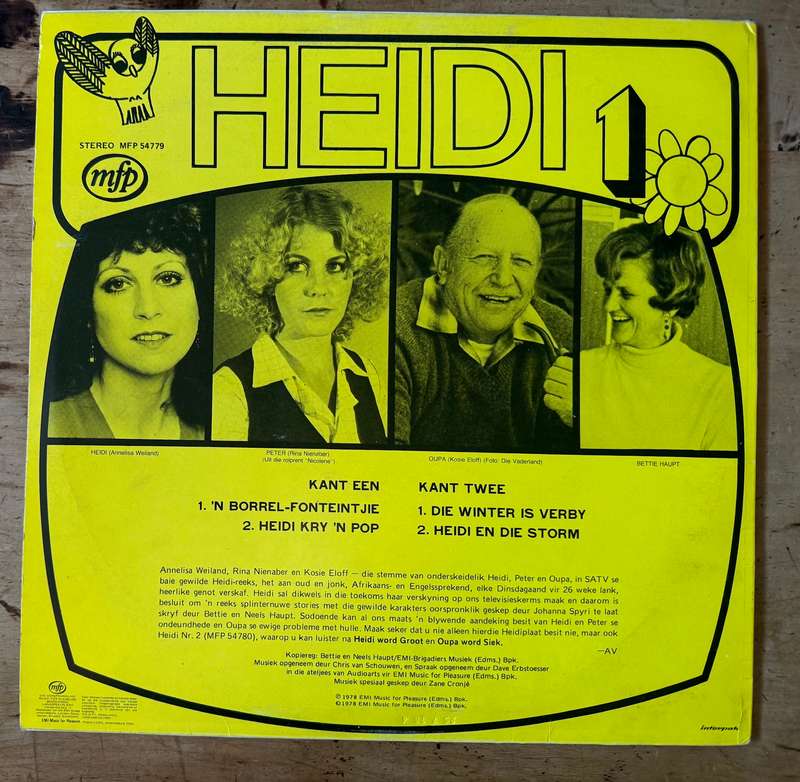 HEIDI 1
STEREO MFP 54779
mfp
HEIDI (Annelisa Weiland)
PETER (Rina Nienaber)
(Uit die rolprent "Nicolene")
OUPA (Kosie Eloff) (Foto: Die Vaderland)
BETTIE HAUPT
KANT EEN
1. 'N BORREL-FONTEINTJIE
2. HEIDI KRY 'N POP
KANT TWEE
1. DIE WINTER IS VERBY
2. HEIDI EN DIE STORM
Annelisa Weiland, Rina Nienaber en Kosie Eloff — die stemme van onderskeidelik Heidi, Peter en Oupa, in SATV se
baie gewilde Heidi-reeks, het aan oud en jonk, Afrikaans- en Engelssprekend, elke Dinsdagaand vir 26 weke lank,
heerlike genot verskaf. Heidi sal dikwels in die toekoms haar verskyning op ons televisieskerms maak en daarom is
besluit om 'n reeks splinternuwe stories met die gewilde karakters oorspronklik geskep deur Johanna Spyri te laat
skryf deur Bettie en Neels Haupt. Sodoende kan al ons maats 'n blywende aandeking besit van Heidi en Peter se
ondeundhede en Oupa se ewige probleme met hulle. Maak seker dat u nie alleen hierdie Heidiplaat besit nie, maar ook
Heidi Nr. 2 (MFP 54780), waarop u kan luister na Heidi word Groot en Oupa word Siek.
—AV
Kopiereg: Bettie en Neels Haupt/EMI-Brigadiers Musiek (Edms.) Bpk.
Musiek opgeneem deur Chris van Schouwen, en Spraak opgeneem deur Dave Erbstoesser
in die ateljees van Audioarts vir EMI Music for Pleasure (Edms.) Bpk.
Musiek spesiaal geskep deur Zane Cronjé
℗ 1978 EMI Music for Pleasure (Edms.) Bpk.
© 1978 EMI Music for Pleasure (Edms.) Bpk.
mfp
EMI Music for Pleasure
interpak